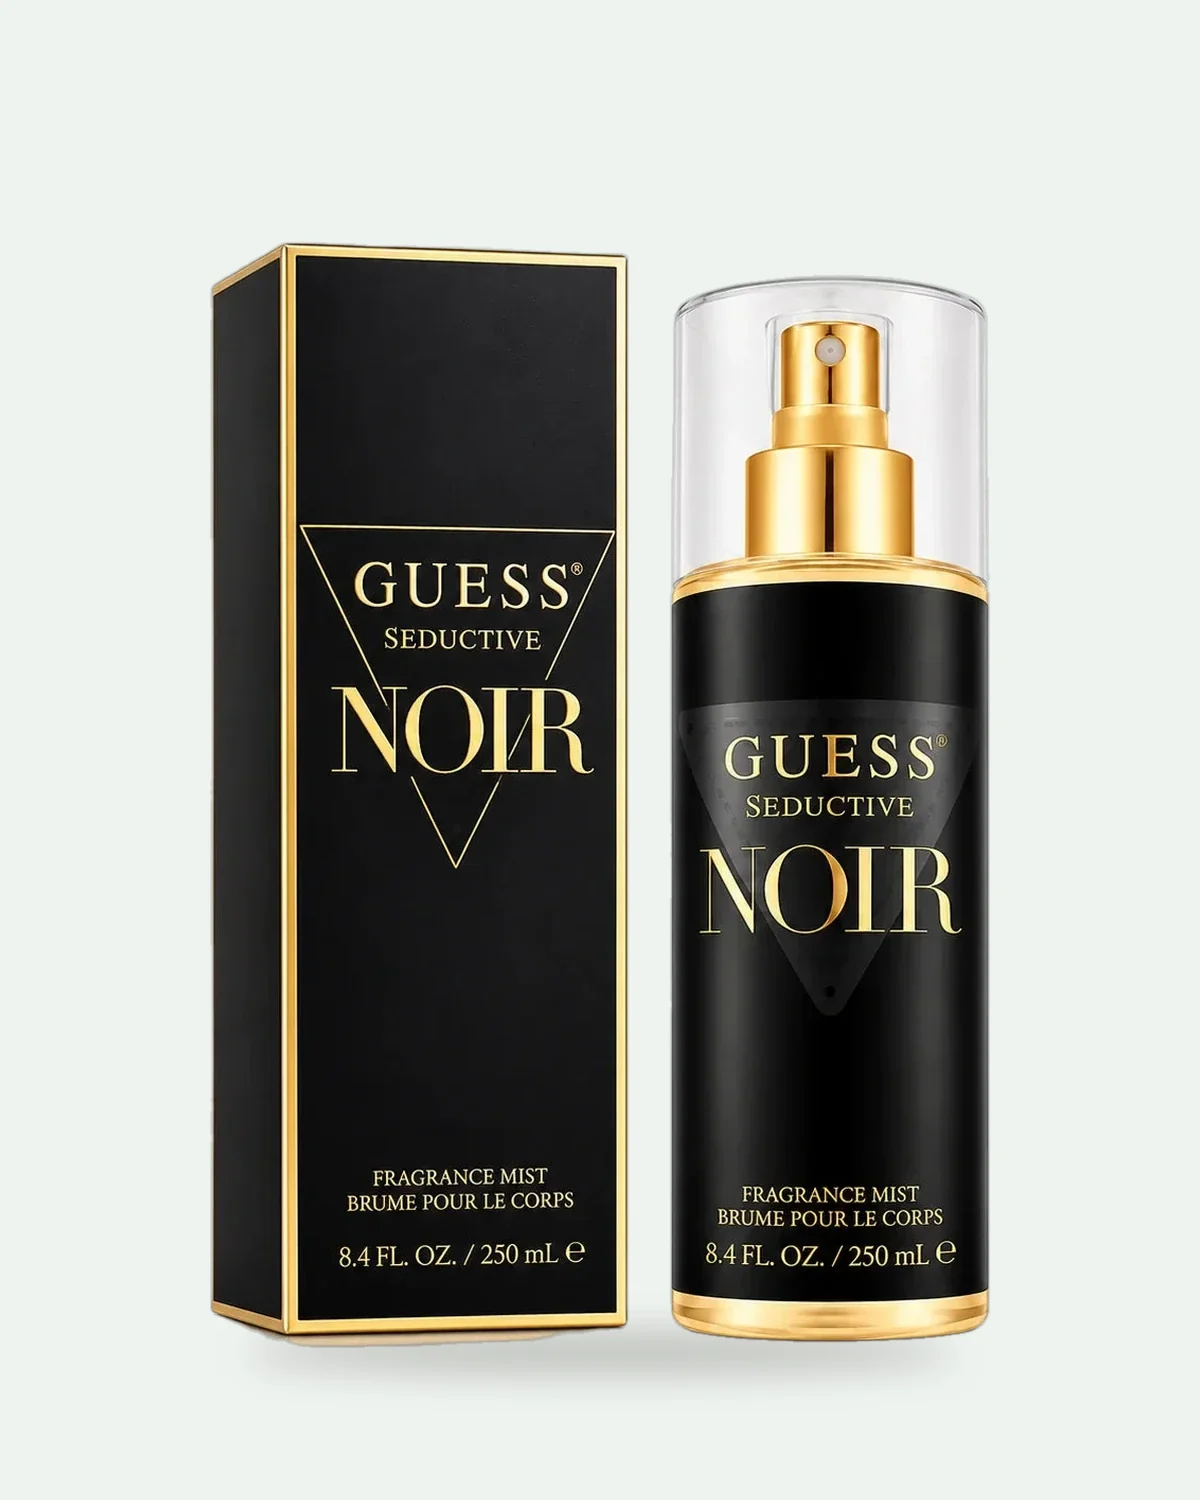 GUESS®
SEDUCTIVE
NOIR
FRAGRANCE MIST
BRUME POUR LE CORPS
8.4 FL. OZ. / 250 mL ℮
GUESS®
SEDUCTIVE
NOIR
FRAGRANCE MIST
BRUME POUR LE CORPS
8.4 FL. OZ. / 250 mL ℮